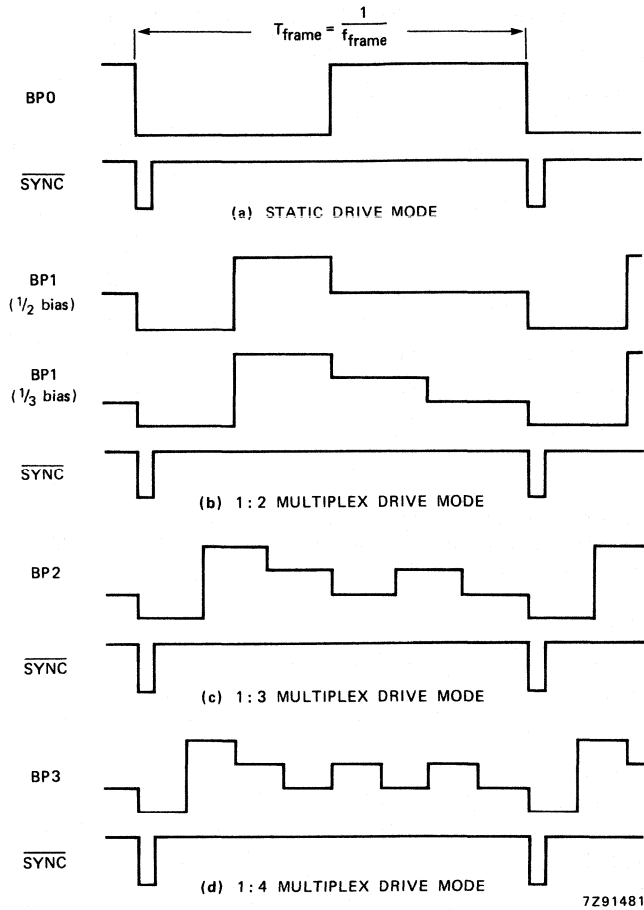 T_frame = 1 / f_frame
BP0
SYNC
(a) STATIC DRIVE MODE
BP1
(1/2 bias)
BP1
(1/3 bias)
SYNC
(b) 1:2 MULTIPLEX DRIVE MODE
BP2
SYNC
(c) 1:3 MULTIPLEX DRIVE MODE
BP3
SYNC
(d) 1:4 MULTIPLEX DRIVE MODE
7Z91481